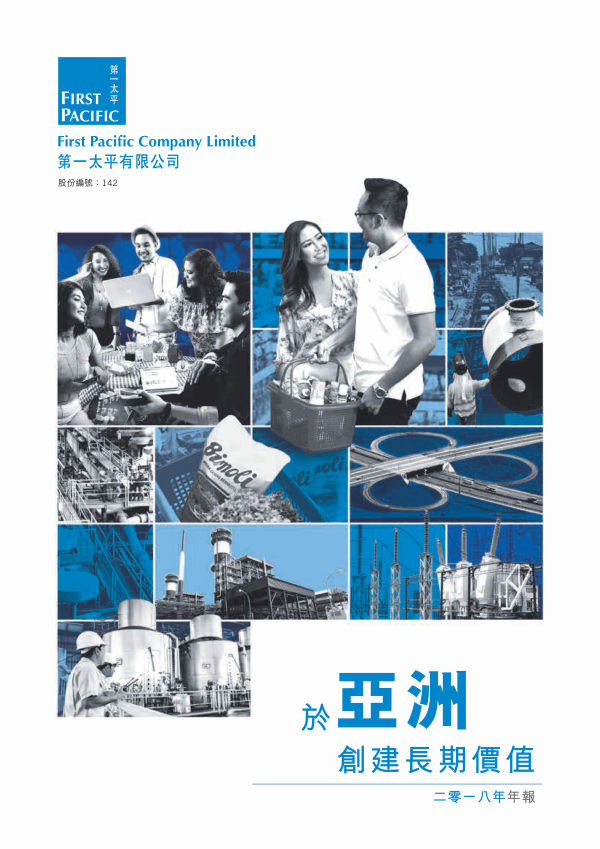 第一太平
FIRST
PACIFIC
First Pacific Company Limited
第一太平有限公司
股份編號：142
Bimoli
於亞洲
創建長期價值
二零一八年年報